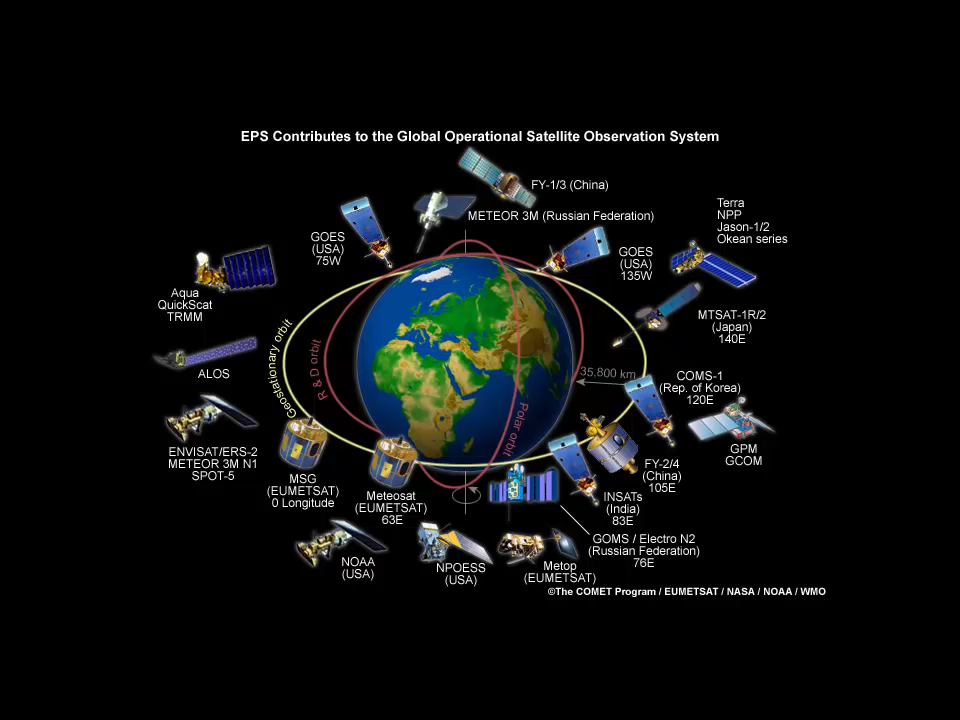 EPS Contributes to the Global Operational Satellite Observation System
FY-1/3 (China)
METEOR 3M (Russian Federation)
Terra
NPP
Jason-1/2
Okean series
GOES
(USA)
75W
GOES
(USA)
135W
Aqua
QuickScat
TRMM
MTSAT-1R/2
(Japan)
140E
Geostationary orbit
R & D orbit
Polar orbit
35,800 km
ALOS
COMS-1
(Rep. of Korea)
120E
GPM
GCOM
ENVISAT/ERS-2
METEOR 3M N1
SPOT-5
MSG
(EUMETSAT)
0 Longitude
Meteosat
(EUMETSAT)
63E
FY-2/4
(China)
105E
INSATs
(India)
83E
GOMS / Electro N2
(Russian Federation)
76E
NOAA
(USA)
NPOESS
(USA)
Metop
(EUMETSAT)
©The COMET Program / EUMETSAT / NASA / NOAA / WMO